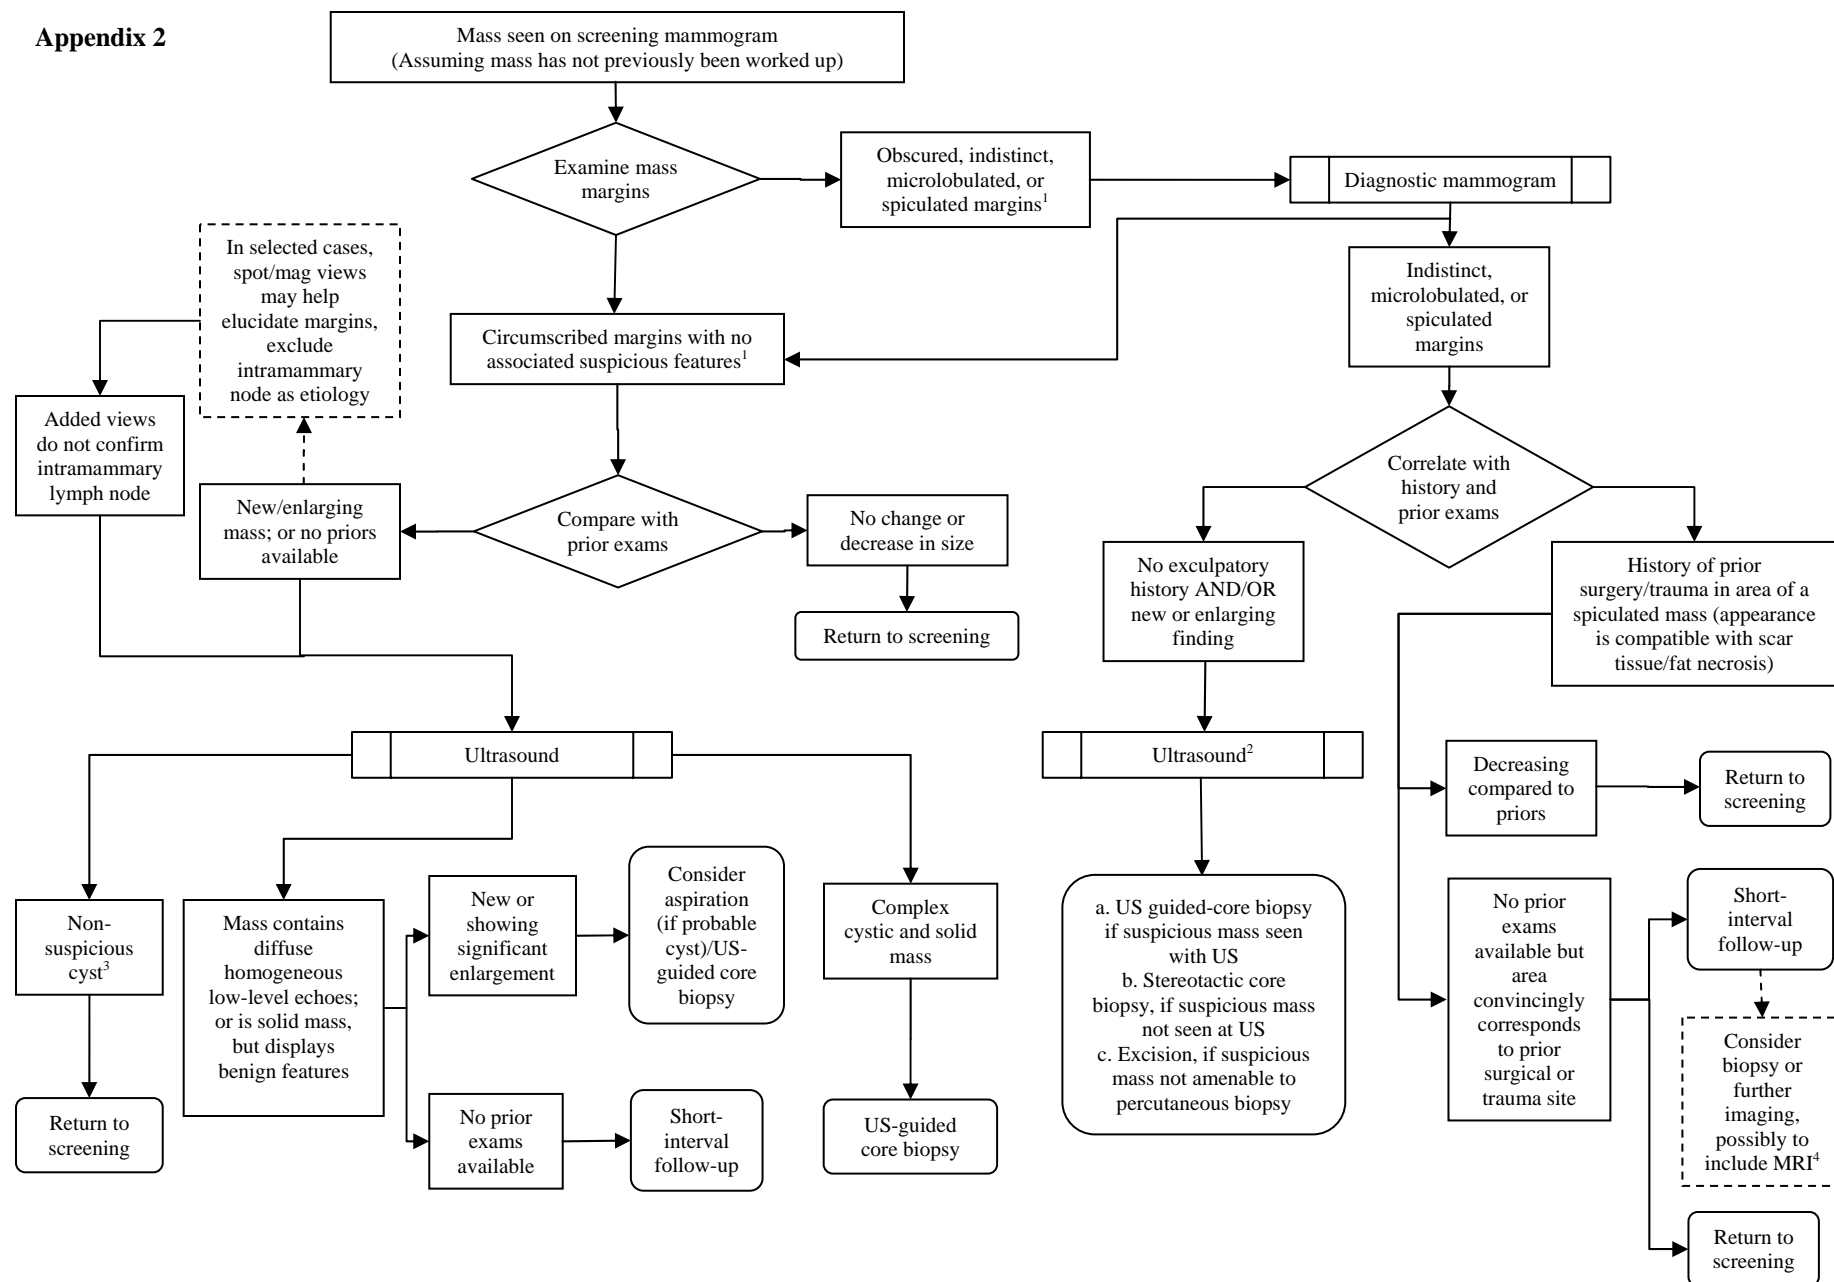 Appendix 2
Mass seen on screening mammogram
(Assuming mass has not previously been worked up)
Examine mass
margins
Obscured, indistinct,
microlobulated, or
spiculated margins1
Diagnostic mammogram
In selected cases,
spot/mag views
may help
elucidate margins,
exclude
intramammary
node as etiology
Circumscribed margins with no
associated suspicious features1
Indistinct,
microlobulated, or
spiculated
margins
Added views
do not confirm
intramammary
lymph node
New/enlarging
mass; or no priors
available
Compare with
prior exams
No change or
decrease in size
Return to screening
Correlate with
history and
prior exams
No exculpatory
history AND/OR
new or enlarging
finding
History of prior
surgery/trauma in area of a
spiculated mass (appearance
is compatible with scar
tissue/fat necrosis)
Ultrasound
Ultrasound2
Decreasing
compared to
priors
Return to
screening
Non-
suspicious
cyst3
Return to
screening
Mass contains
diffuse
homogeneous
low-level echoes;
or is solid mass,
but displays
benign features
New or
showing
significant
enlargement
Consider
aspiration
(if probable
cyst)/US-
guided core
biopsy
No prior
exams
available
Short-
interval
follow-up
Complex
cystic and solid
mass
US-guided
core biopsy
a. US guided-core biopsy
if suspicious mass seen
with US
b. Stereotactic core
biopsy, if suspicious mass
not seen at US
c. Excision, if suspicious
mass not amenable to
percutaneous biopsy
No prior
exams
available but
area
convincingly
corresponds
to prior
surgical or
trauma site
Short-
interval
follow-up
Consider
biopsy or
further
imaging,
possibly to
include MRI4
Return to
screening